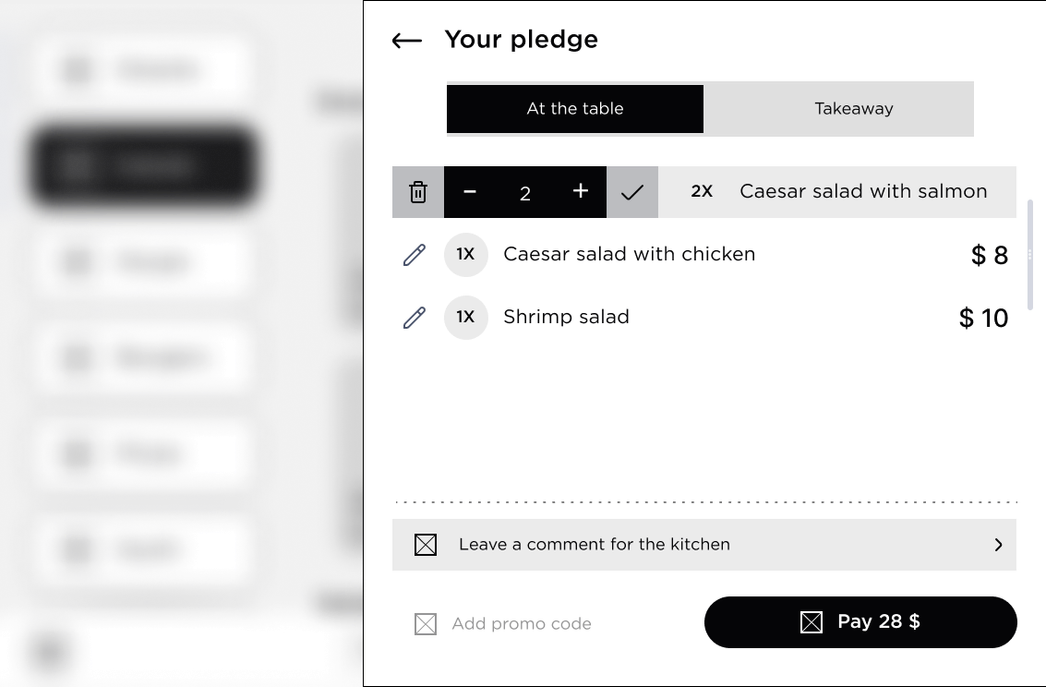 Your pledge
At the table
Takeaway
2
2X
Caesar salad with salmon
1X
Caesar salad with chicken
$ 8
1X
Shrimp salad
$ 10
Leave a comment for the kitchen
Add promo code
Pay 28 $